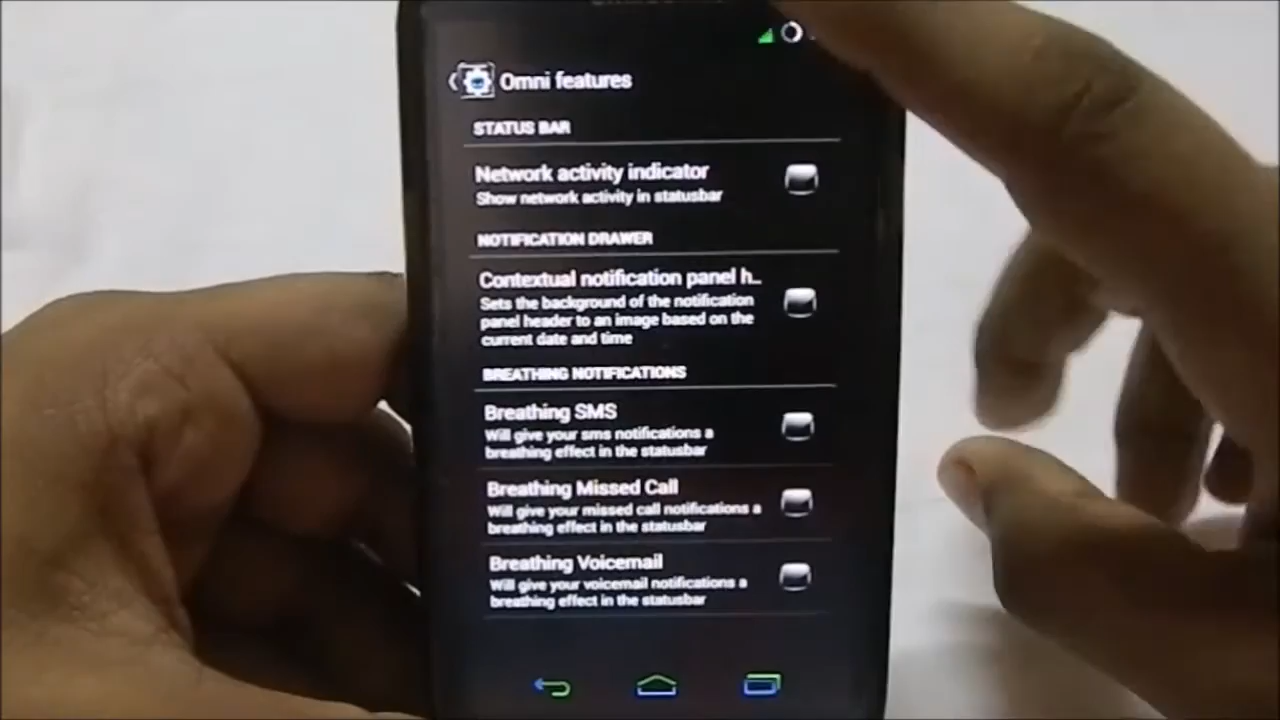 Omni features
STATUS BAR
Network activity indicator
Show network activity in statusbar
NOTIFICATION DRAWER
Contextual notification panel h..
Sets the background of the notification
panel header to an image based on the
current date and time
BREATHING NOTIFICATIONS
Breathing SMS
Will give your sms notifications a
breathing effect in the statusbar
Breathing Missed Call
Will give your missed call notifications a
breathing effect in the statusbar
Breathing Voicemail
Will give your voicemail notifications a
breathing effect in the statusbar